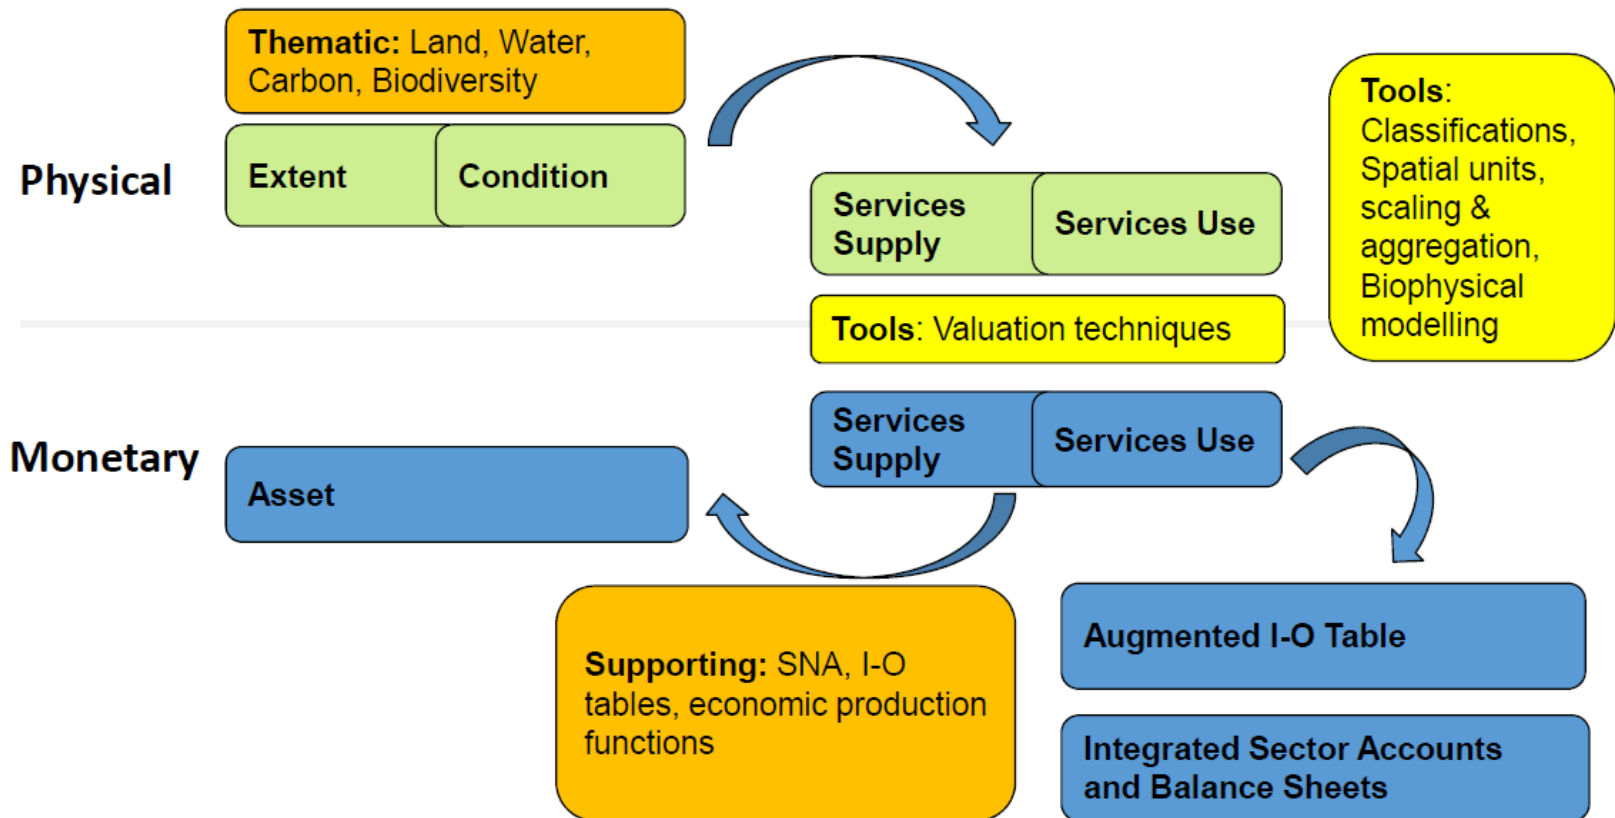 Thematic: Land, Water,
Carbon, Biodiversity
Physical
Extent
Condition
Services
Supply
Services Use
Tools:
Classifications,
Spatial units,
scaling &
aggregation,
Biophysical
modelling
Tools: Valuation techniques
Monetary
Services
Supply
Services Use
Asset
Supporting: SNA, I-O
tables, economic production
functions
Augmented I-O Table
Integrated Sector Accounts
and Balance Sheets